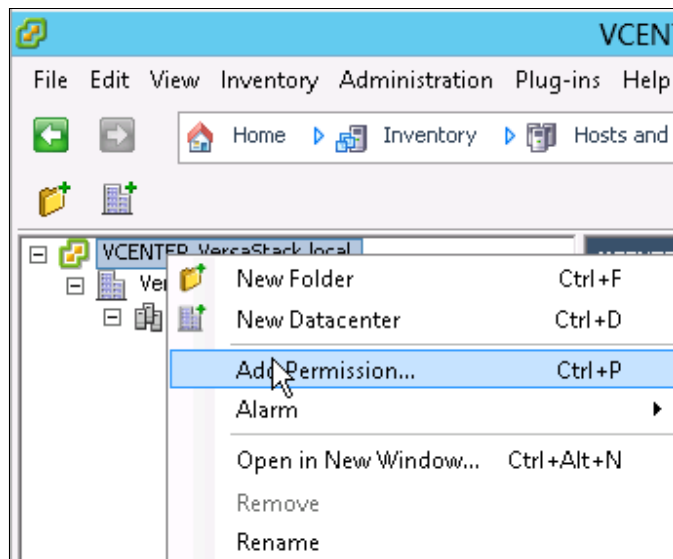 VCENT
File Edit View Inventory Administration Plug-ins Help
Home Inventory Hosts and
VCENTER.VersaStack.local
Ver
New Folder Ctrl+F
New Datacenter Ctrl+D
Add Permission... Ctrl+P
Alarm
Open in New Window... Ctrl+Alt+N
Remove
Rename